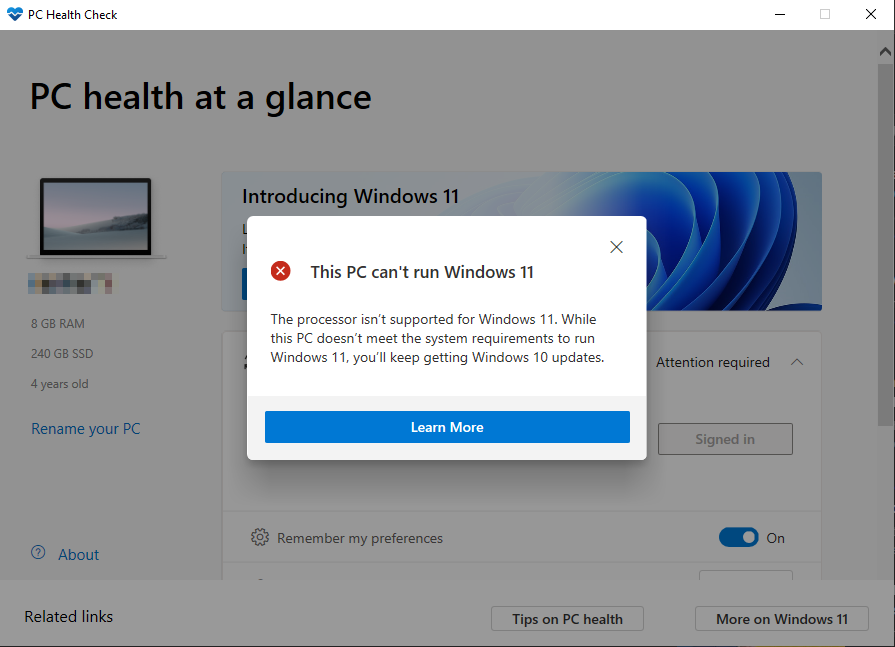 PC Health Check
PC health at a glance
Introducing Windows 11
This PC can't run Windows 11
The processor isn't supported for Windows 11. While
this PC doesn't meet the system requirements to run
Windows 11, you'll keep getting Windows 10 updates.
Learn More
8 GB RAM
240 GB SSD
4 years old
Rename your PC
Attention required
Signed in
Remember my preferences
On
About
Related links
Tips on PC health
More on Windows 11